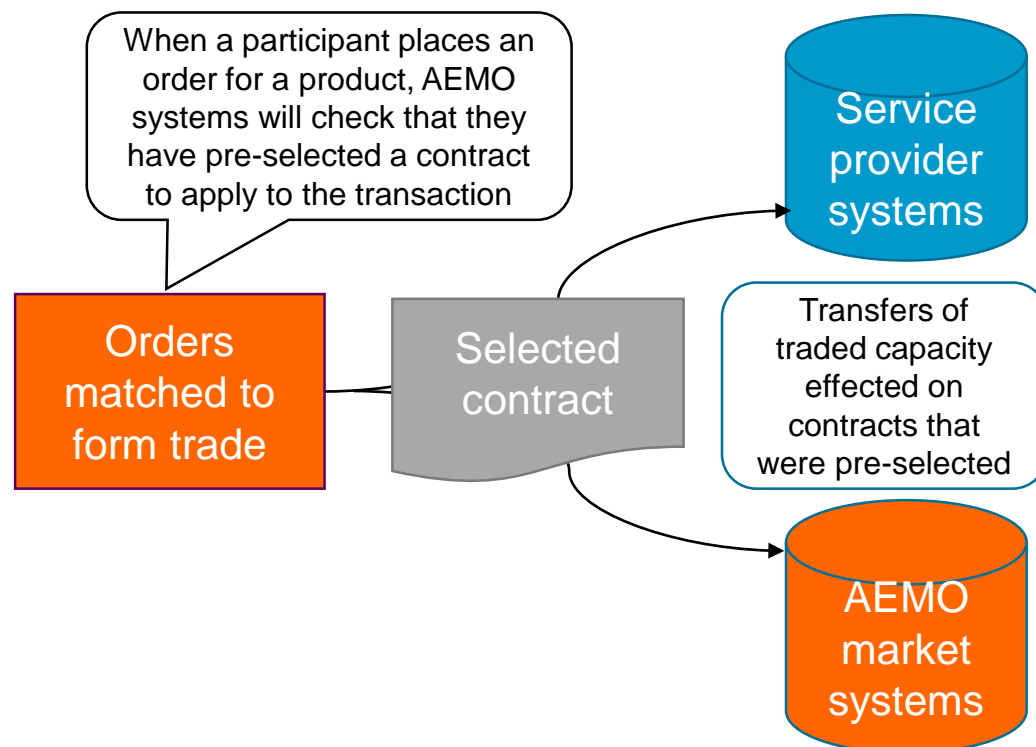 When a participant places an
order for a product, AEMO
systems will check that they
have pre-selected a contract
to apply to the transaction
Service
provider
systems
Orders
matched to
form trade
Selected
contract
Transfers of
traded capacity
effected on
contracts that
were pre-selected
AEMO
market
systems